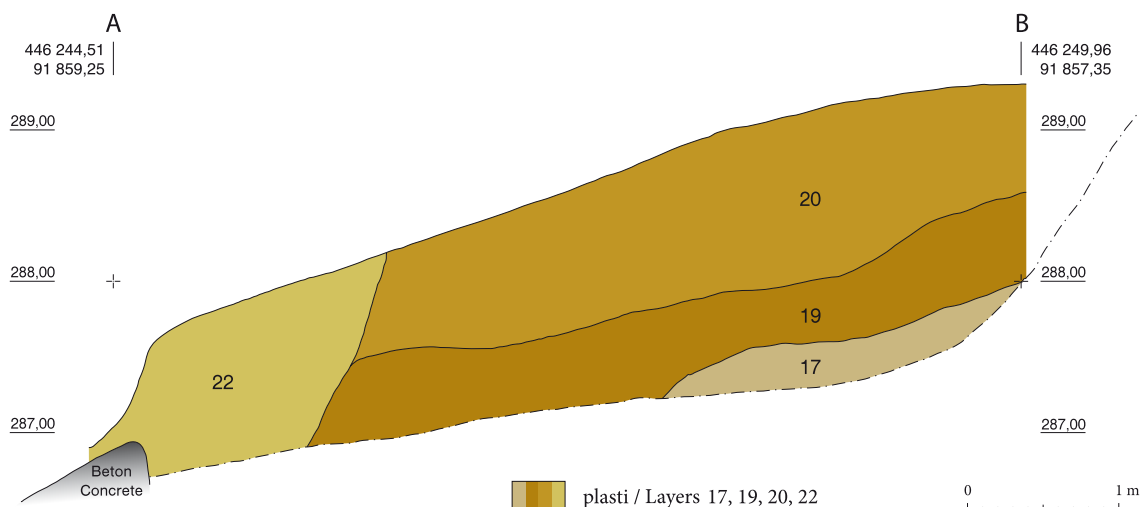 A
B
446 244,51
91 859,25
446 249,96
91 857,35
289,00
289,00
20
288,00
288,00
19
17
22
287,00
287,00
Beton
Concrete
plasti / Layers 17, 19, 20, 22
0
1 m